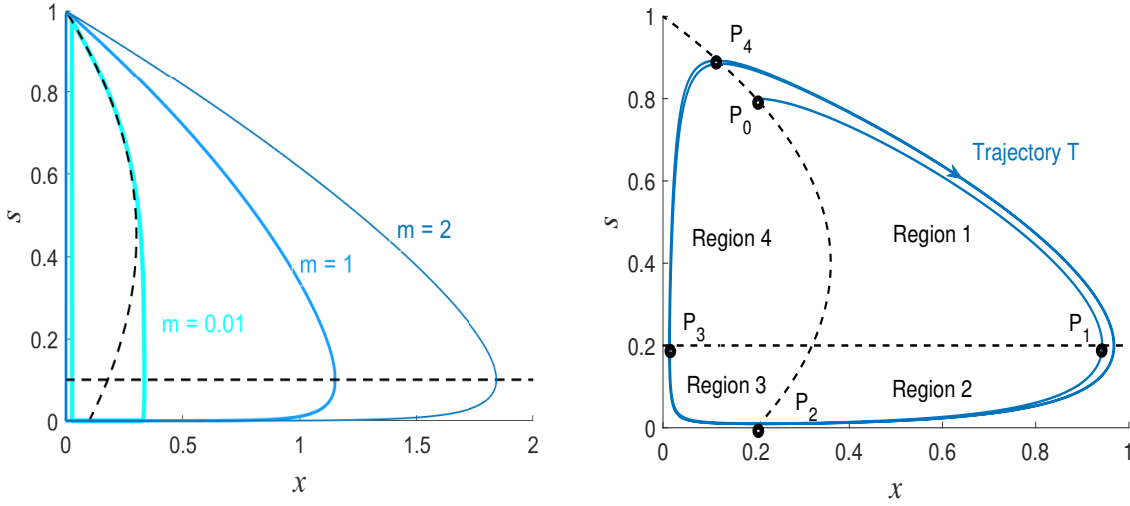 1
0.8
0.6
0.4
0.2
0
s
0
0.5
1
1.5
2
x
m = 2
m = 1
m = 0.01
1
0.8
0.6
0.4
0.2
0
s
0
0.2
0.4
0.6
0.8
1
x
P4
P0
Trajectory T
Region 4
Region 1
P3
P1
Region 3
Region 2
P2